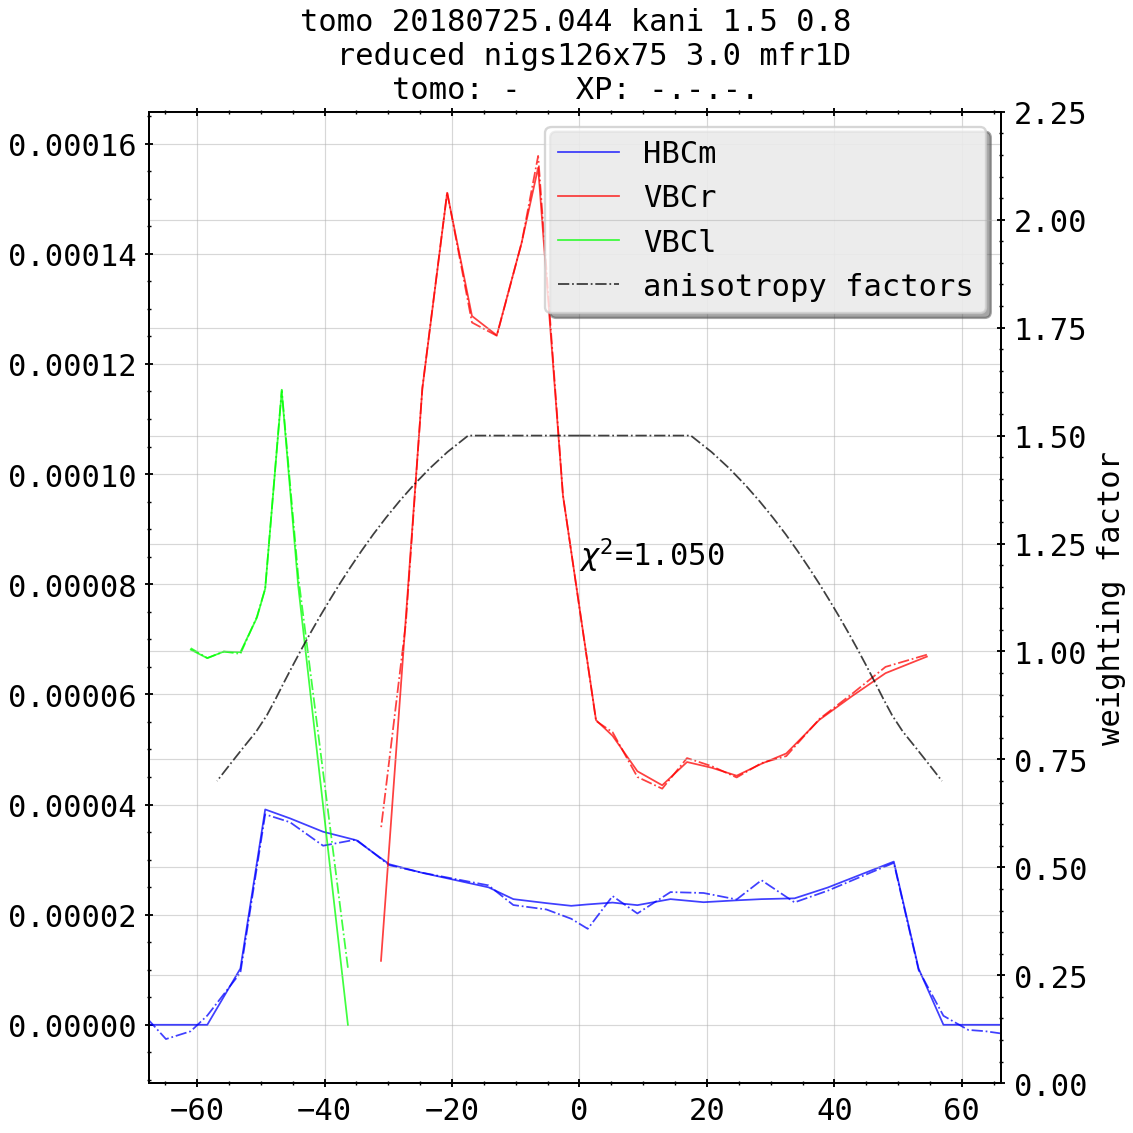 tomo 20180725.044 kani 1.5 0.8
reduced nigs126x75 3.0 mfr1D
tomo: - XP: -.-.-.
HBCm
VBCr
VBCl
anisotropy factors
χ²=1.050
0.00016
0.00014
0.00012
0.00010
0.00008
0.00006
0.00004
0.00002
0.00000
2.25
2.00
1.75
1.50
1.25
1.00
0.75
0.50
0.25
0.00
weighting factor
−60 −40 −20 0 20 40 60